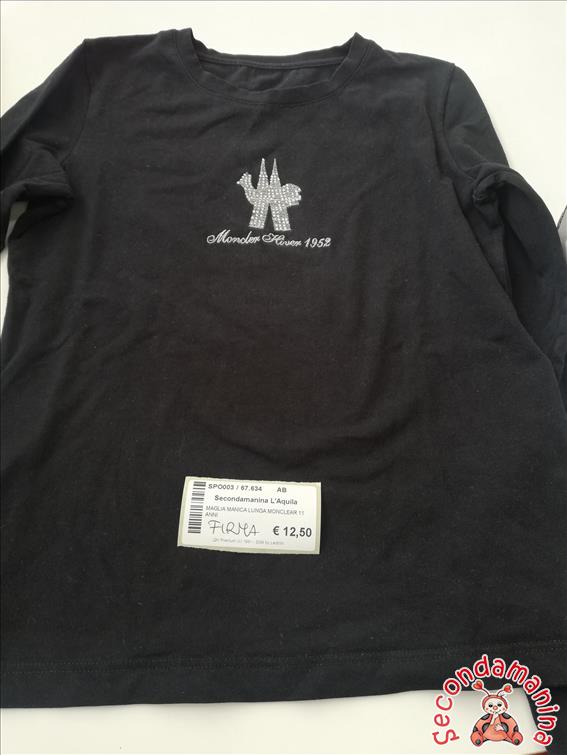 Moncler Hiver 1952
SPO003 / 67.634 AB
Secondamanina L'Aquila
MAGLIA MANICA LUNGA MONCLEAR 11
ANNI
FIRMA € 12,50
Secondamanina